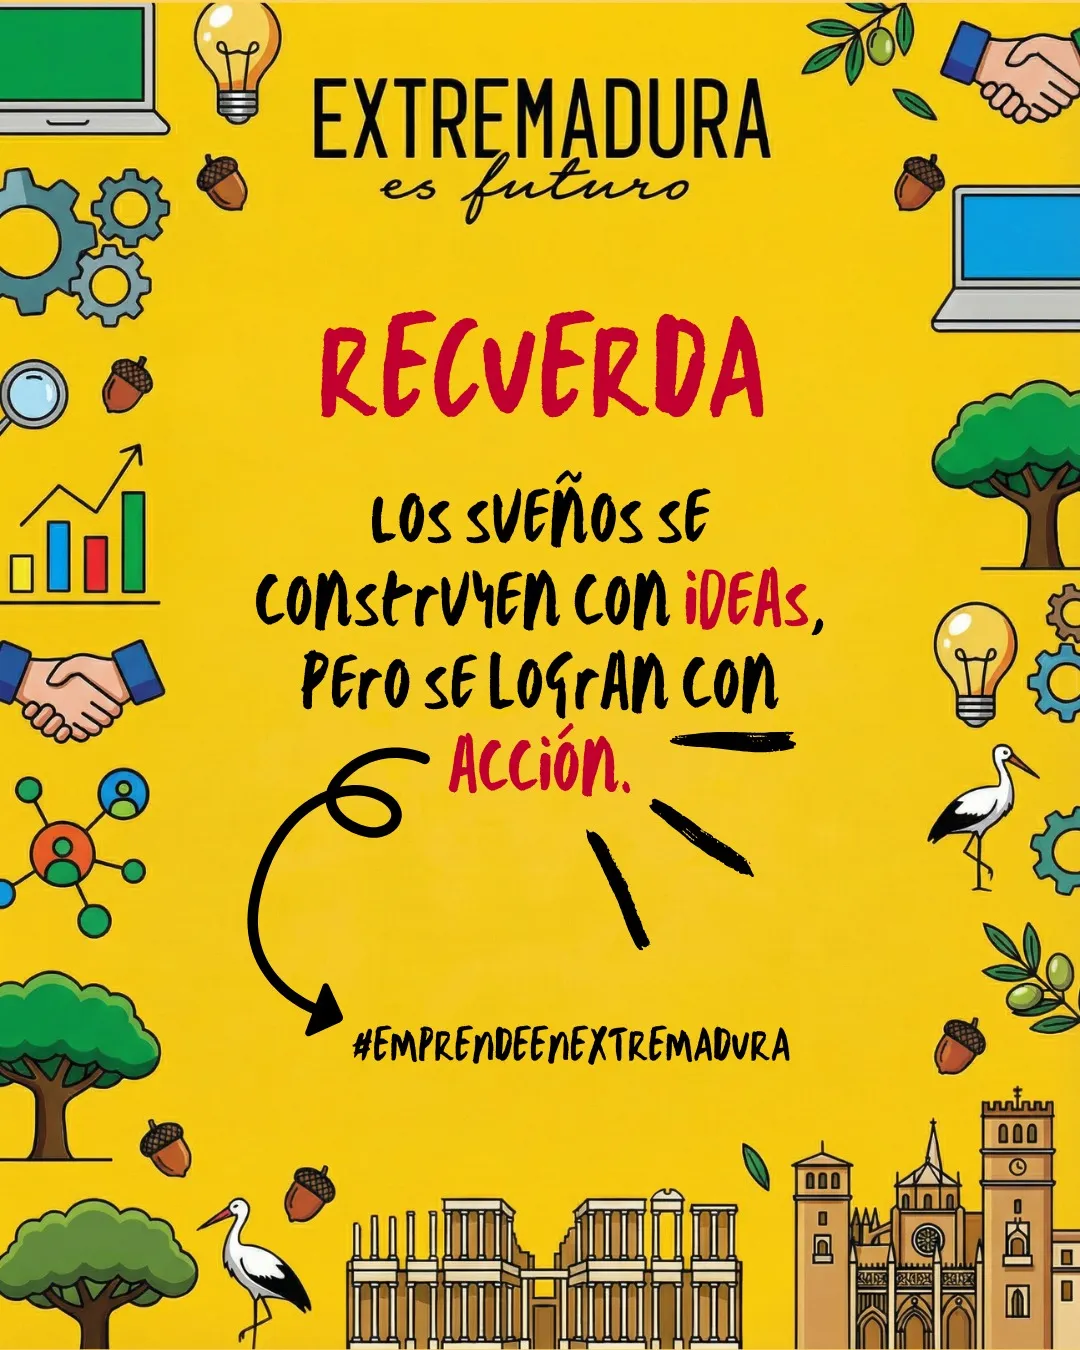 EXTREMADURA
es futuro
RECUERDA
LOS SUEÑOS SE
CONSTRUYEN CON IDEAS,
PERO SE LOGRAN CON
ACCIÓN.
#EMPRENDEENEXTREMADURA